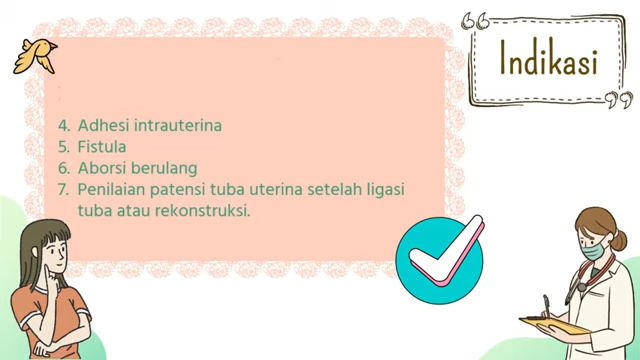 Indikasi
4. Adhesi intrauterina
5. Fistula
6. Aborsi berulang
7. Penilaian patensi tuba uterina setelah ligasi
tuba atau rekonstruksi.